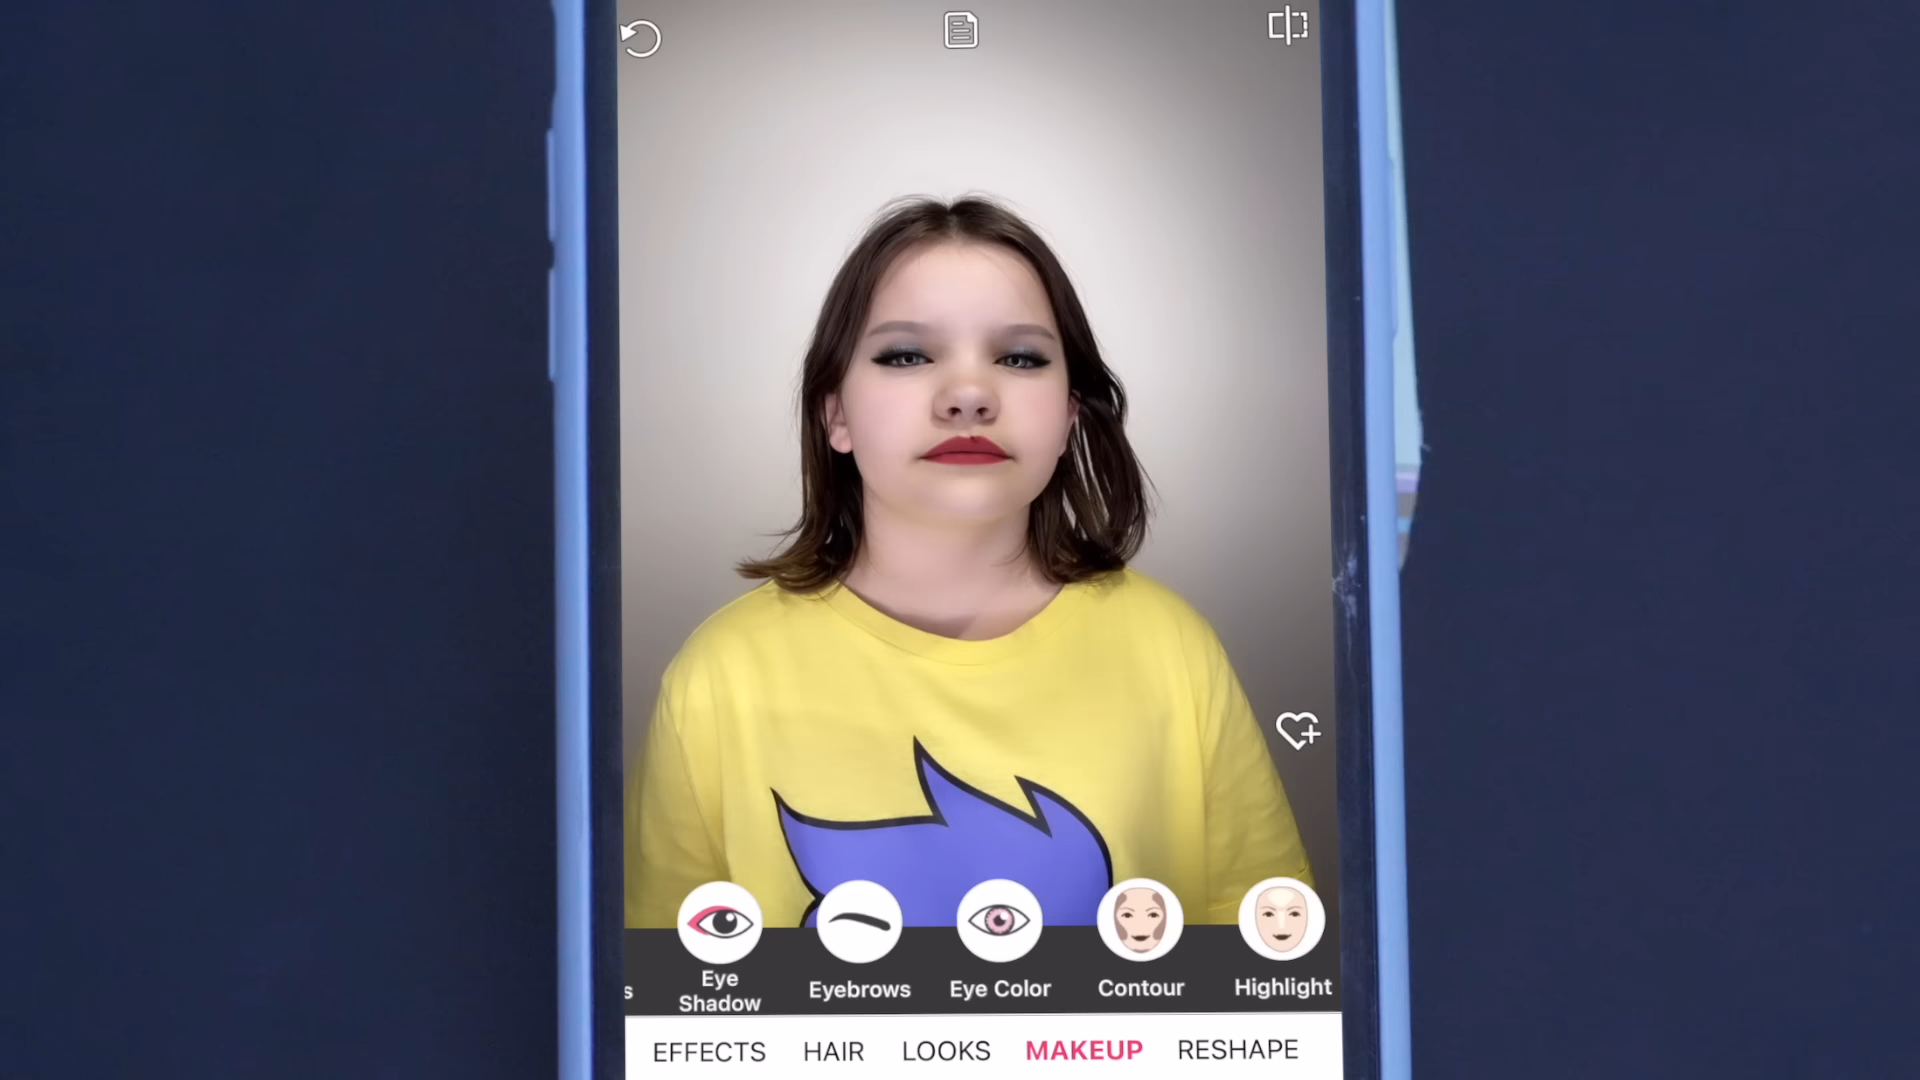 s
Eye
Shadow
Eyebrows
Eye Color
Contour
Highlight
EFFECTS
HAIR
LOOKS
MAKEUP
RESHAPE